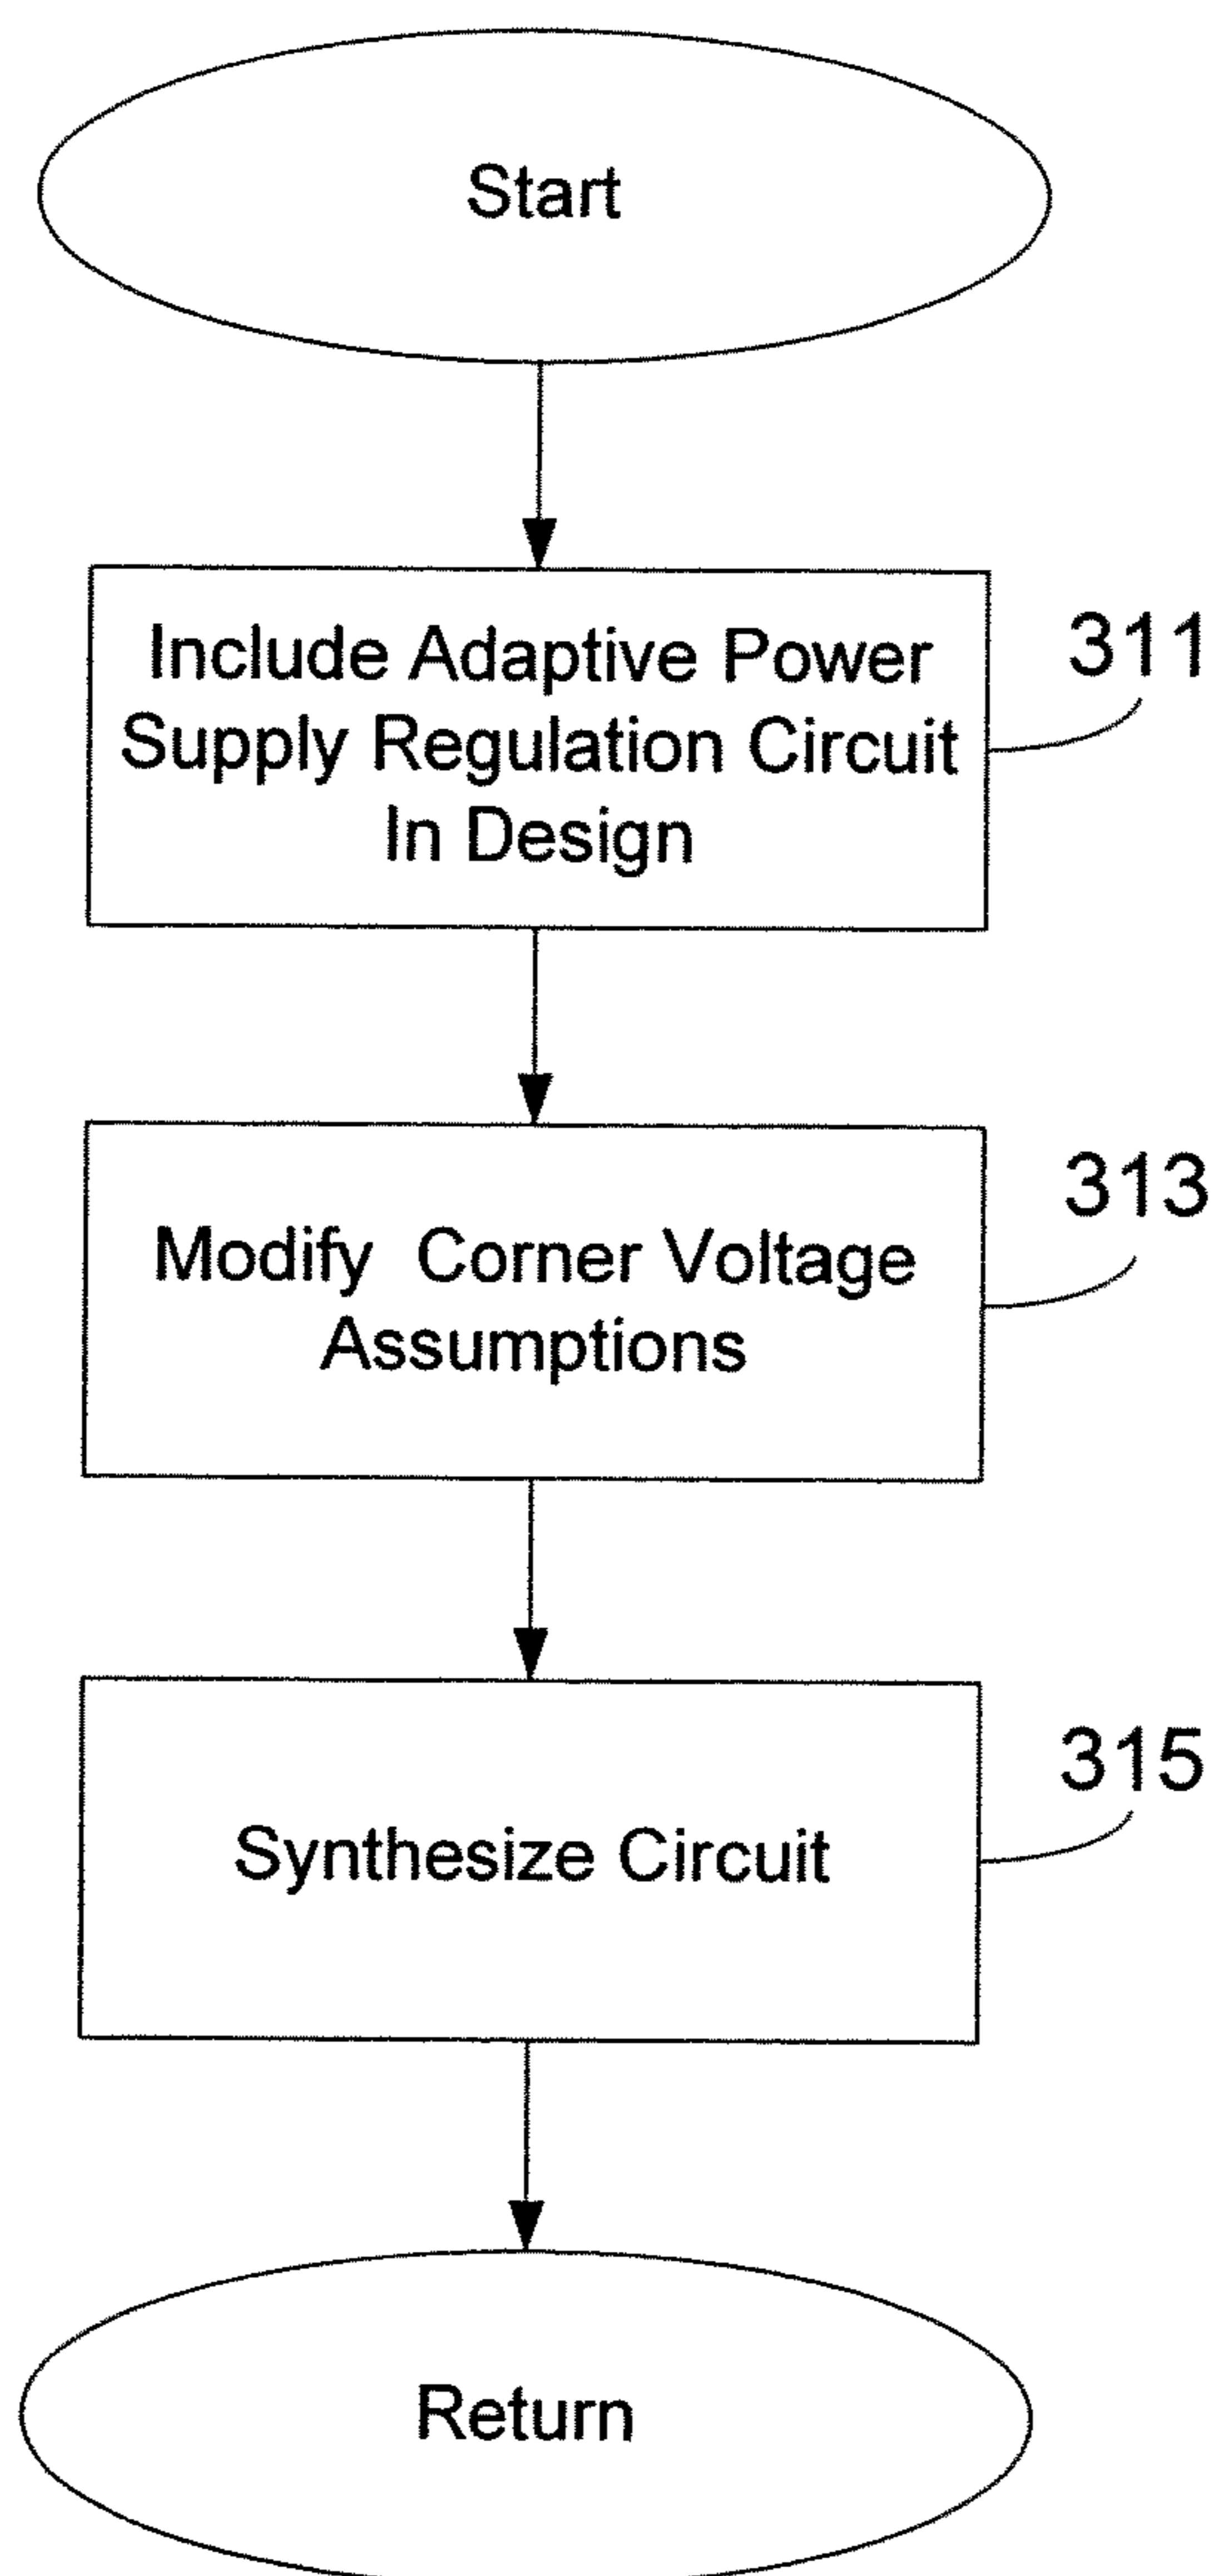 Start
Include Adaptive Power
Supply Regulation Circuit
In Design
311
Modify Corner Voltage
Assumptions
313
Synthesize Circuit
315
Return